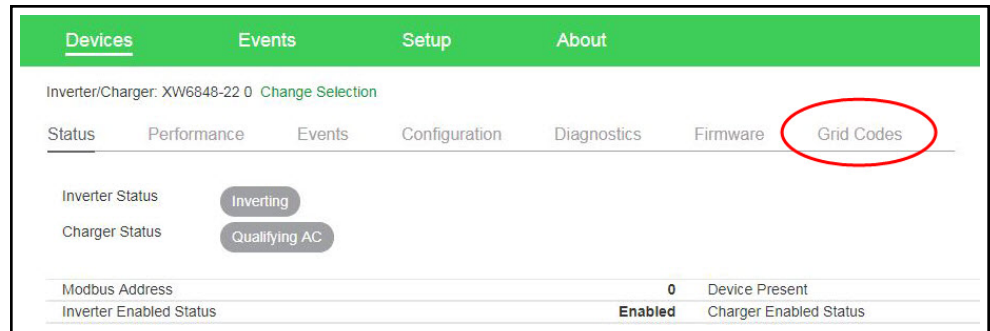 Devices Events Setup About
Inverter/Charger: XW6848-22 0 Change Selection
Status Performance Events Configuration Diagnostics Firmware Grid Codes
Inverter Status Inverting
Charger Status Qualifying AC
Modbus Address 0 Device Present
Inverter Enabled Status Enabled Charger Enabled Status